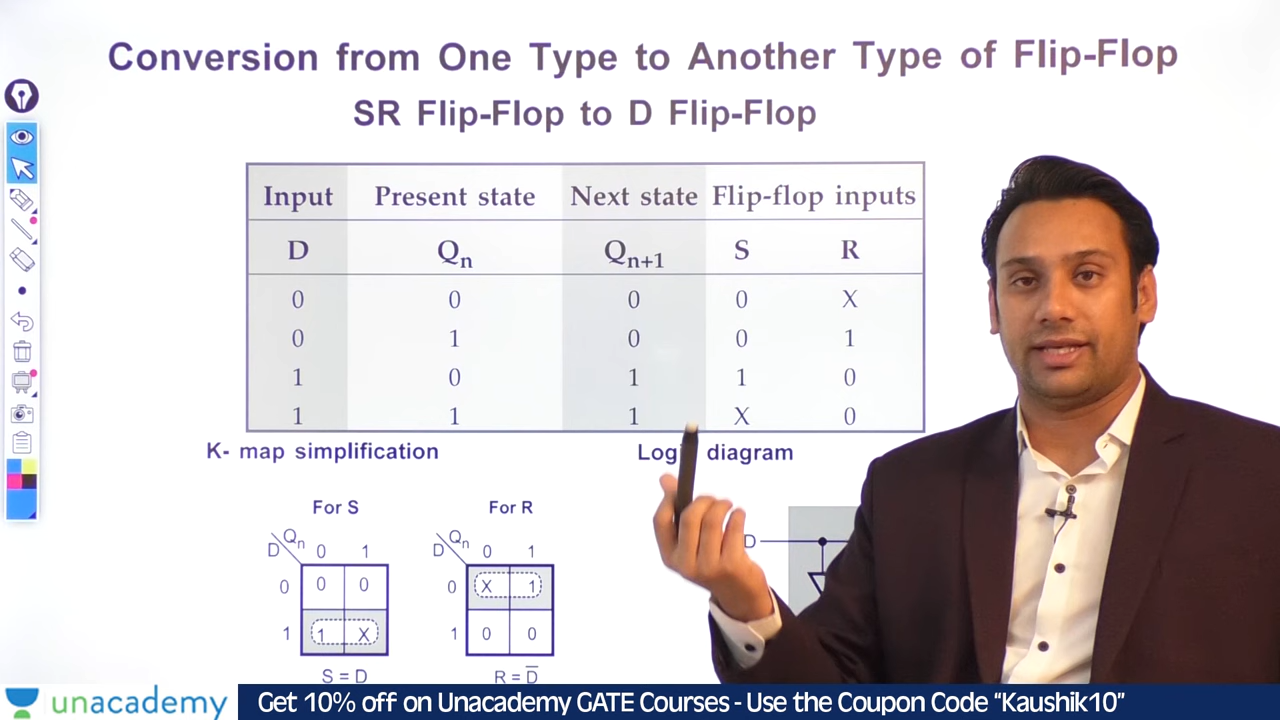 Conversion from One Type to Another Type of Flip-Flop
SR Flip-Flop to D Flip-Flop
Input Present state Next state Flip-flop inputs
D Qn Qn+1 S R
0 0 0 0 X
0 1 0 0 1
1 0 1 1 0
1 1 1 X 0
K- map simplification
For S
D Qn 0 1
0 0 0
1 1 X
S = D
For R
D Qn 0 1
0 X 1
1 0 0
R = D̅
diagram
D
unacademy
Get 10% off on Unacademy GATE Courses - Use the Coupon Code “Kaushik10”